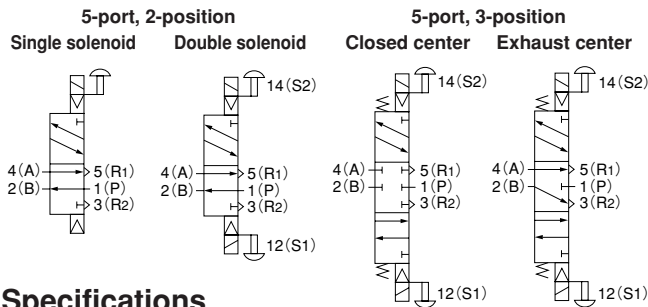 5-port, 2-position
Single solenoid
Double solenoid
5-port, 3-position
Closed center
Exhaust center
4(A)
2(B)
5(R1)
1(P)
3(R2)
14(S2)
4(A)
2(B)
5(R1)
1(P)
3(R2)
12(S1)
14(S2)
4(A)
2(B)
5(R1)
1(P)
3(R2)
12(S1)
14(S2)
4(A)
2(B)
5(R1)
1(P)
3(R2)
12(S1)
Specifications